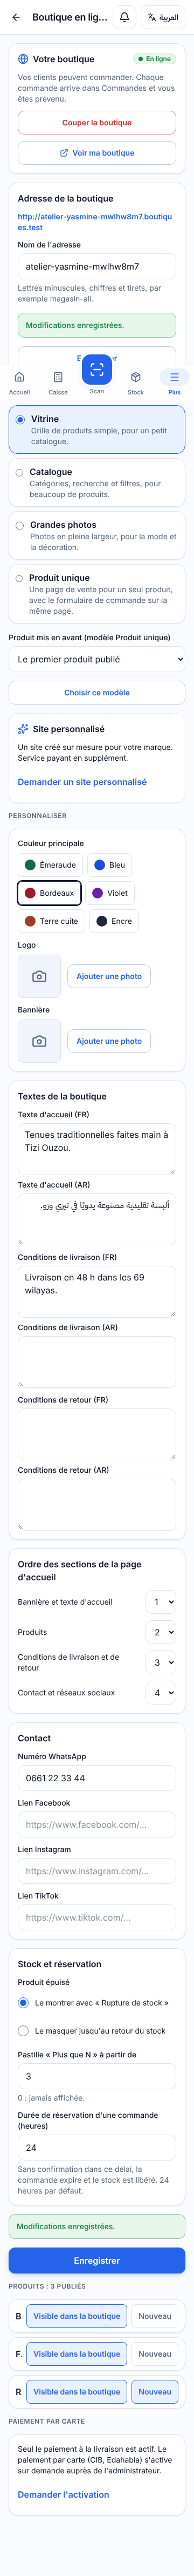 Boutique en lig...
العربية
Votre boutique
En ligne
Vos clients peuvent commander. Chaque
commande arrive dans Commandes et vous
êtes prévenu.
Couper la boutique
Voir ma boutique
Adresse de la boutique
http://atelier-yasmine-mwlhw8m7.boutiqu
es.test
Nom de l'adresse
atelier-yasmine-mwlhw8m7
Lettres minuscules, chiffres et tirets, par
exemple magasin-ali.
Modifications enregistrées.
Accueil
Caisse
Scan
Stock
Plus
Vitrine
Grille de produits simple, pour un petit
catalogue.
Catalogue
Catégories, recherche et filtres, pour
beaucoup de produits.
Grandes photos
Photos en pleine largeur, pour la mode et
la décoration.
Produit unique
Une page de vente pour un seul produit,
avec le formulaire de commande sur la
même page.
Produit mis en avant (modèle Produit unique)
Le premier produit publié
Choisir ce modèle
Site personnalisé
Un site créé sur mesure pour votre marque.
Service payant en supplément.
Demander un site personnalisé
PERSONNALISER
Couleur principale
Émeraude
Bleu
Bordeaux
Violet
Terre cuite
Encre
Logo
Ajouter une photo
Bannière
Ajouter une photo
Textes de la boutique
Texte d'accueil (FR)
Tenues traditionnelles faites main à
Tizi Ouzou.
Texte d'accueil (AR)
ألبسة تقليدية مصنوعة يدويًا في تيزي وزو.
Conditions de livraison (FR)
Livraison en 48 h dans les 69
wilayas.
Conditions de livraison (AR)
Conditions de retour (FR)
Conditions de retour (AR)
Ordre des sections de la page
d'accueil
Bannière et texte d'accueil
1
Produits
2
Conditions de livraison et de
retour
3
Contact et réseaux sociaux
4
Contact
Numéro WhatsApp
0661 22 33 44
Lien Facebook
https://www.facebook.com/...
Lien Instagram
https://www.instagram.com/...
Lien TikTok
https://www.tiktok.com/...
Stock et réservation
Produit épuisé
Le montrer avec « Rupture de stock »
Le masquer jusqu'au retour du stock
Pastille « Plus que N » à partir de
3
0 : jamais affichée.
Durée de réservation d'une commande
(heures)
24
Sans confirmation dans ce délai, la
commande expire et le stock est libéré. 24
heures par défaut.
Modifications enregistrées.
Enregistrer
PRODUITS : 3 PUBLIÉS
B
Visible dans la boutique
Nouveau
F.
Visible dans la boutique
Nouveau
R
Visible dans la boutique
Nouveau
PAIEMENT PAR CARTE
Seul le paiement à la livraison est actif. Le
paiement par carte (CIB, Edahabia) s'active
sur demande auprès de l'administrateur.
Demander l'activation